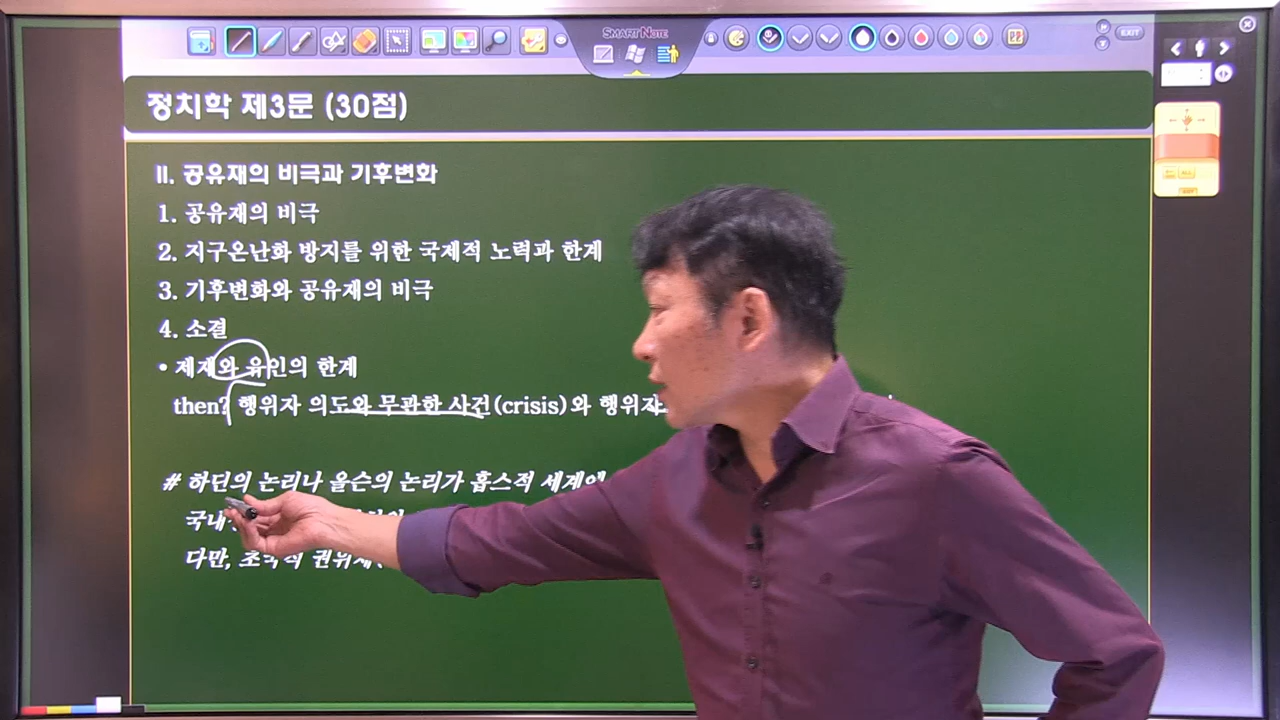 SMART NOTE
EXIT
정치학 제3문 (30점)
II. 공유재의 비극과 기후변화
1. 공유재의 비극
2. 지구온난화 방지를 위한 국제적 노력과 한계
3. 기후변화와 공유재의 비극
4. 소결
• 제재와 유인의 한계
then? 행위자 의도와 무관한 사건(crisis)와 행위자
# 하딘의 논리나 올슨의 논리가 홉스적 세계에
국내
다만, 초국적